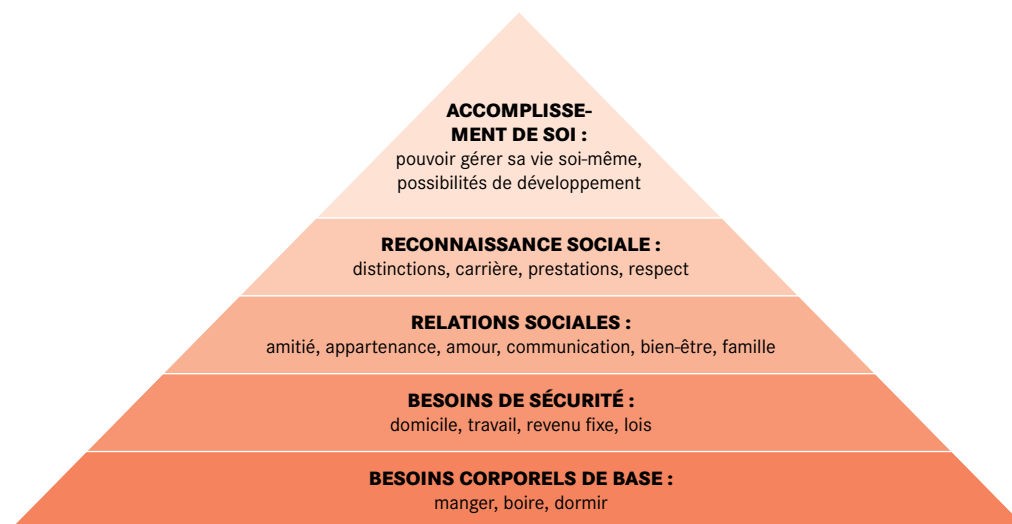 ACCOMPLISSE-
MENT DE SOI :
pouvoir gérer sa vie soi-même,
possibilités de développement
RECONNAISSANCE SOCIALE :
distinctions, carrière, prestations, respect
RELATIONS SOCIALES :
amitié, appartenance, amour, communication, bien-être, famille
BESOINS DE SÉCURITÉ :
domicile, travail, revenu fixe, lois
BESOINS CORPORELS DE BASE :
manger, boire, dormir